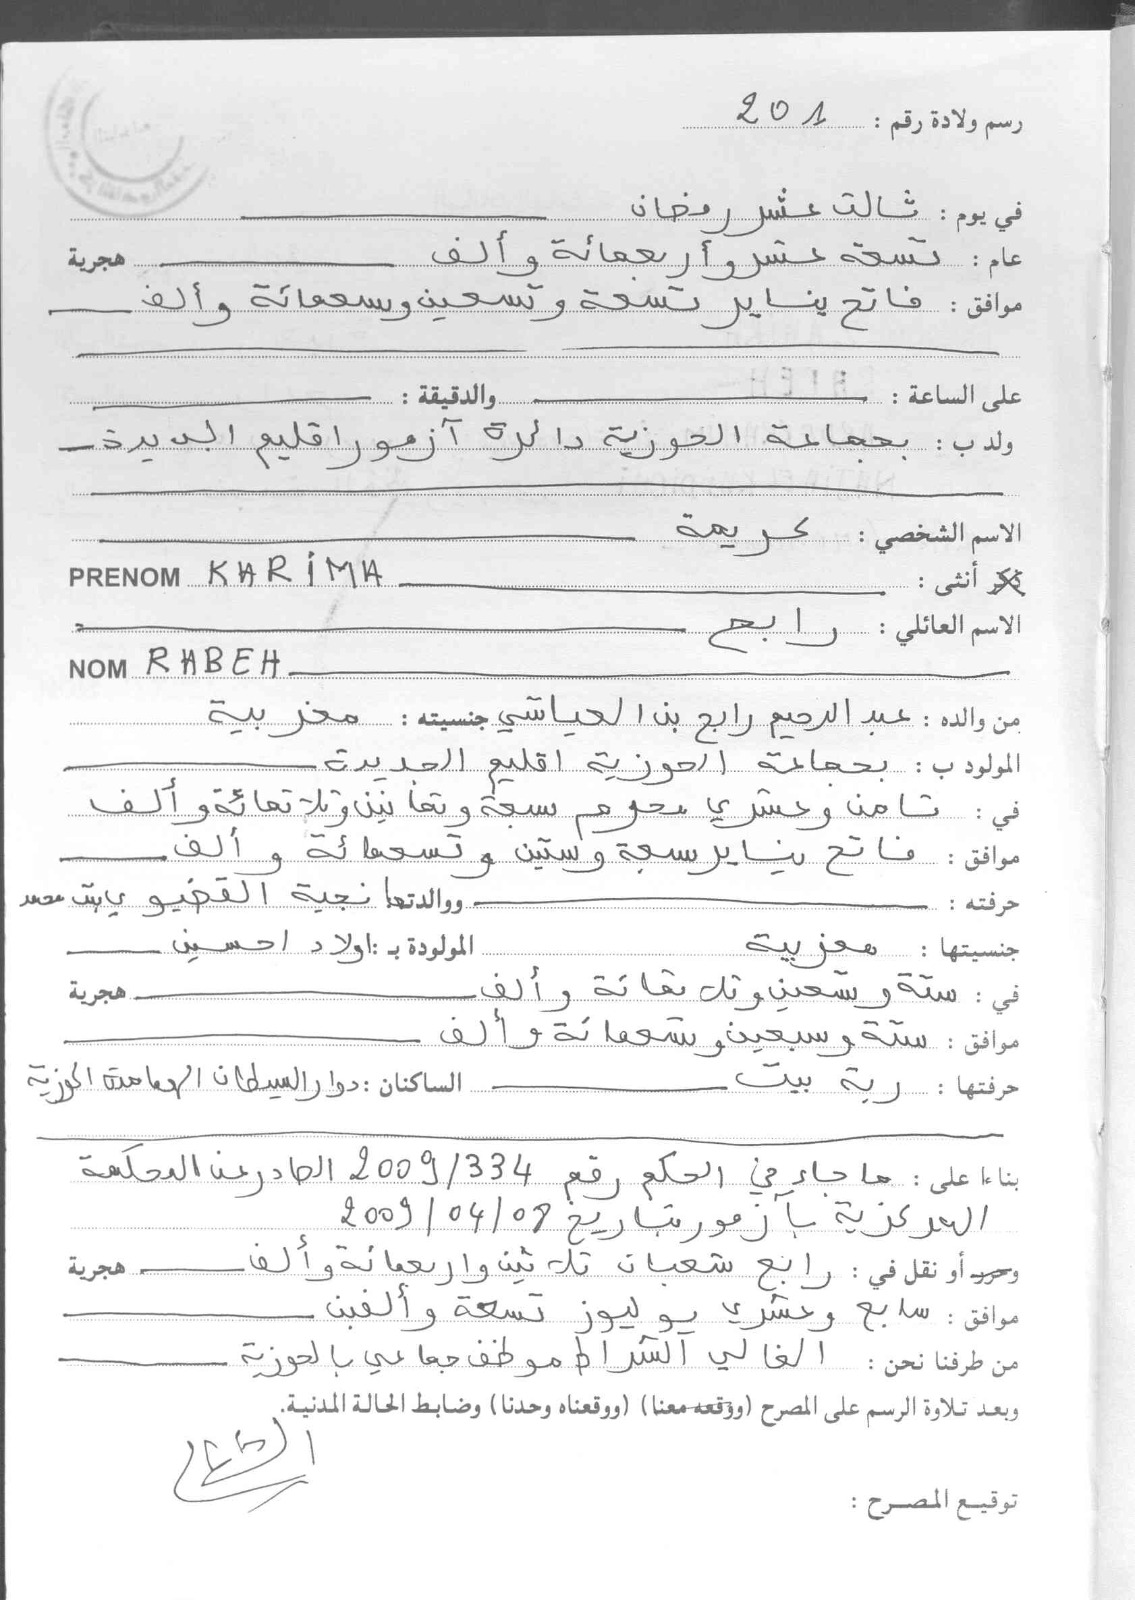 رسم ولادة رقم : 201
في يوم : ثالث عشر رمضان
عام : تسعة عشر وأربعمائة وألف هجرية
موافق : فاتح يناير تسعة وتسعين وتسعمائة وألف
على الساعة : والدقيقة :
ولد ب : بجماعة الحوزية دائرة آزمور اقليم الجديدة
الاسم الشخصي : كريمة
PRENOM KARIMA ذكر أنثى :
الاسم العائلي : رابح
NOM RABEH
من والده : عبد الرحيم رابح بن العياشي جنسيته : مغربية
المولود ب : بجماعة الحوزية اقليم الجديدة
في : ثامن وعشري محرم سبعة وثمانين وثلاثمائة وألف
موافق : فاتح يناير سبعة وستين وتسعمائة وألف
حرفته : ووالدتها نجية القضيوي بنت محمد
جنسيتها : مغربية المولودة بـ : اولاد احسين
في : ستة وتسعين وثلاثمائة وألف هجرية
موافق : ستة وسبعين وتسعمائة وألف
حرفتها : ربة بيت الساكنان : دوار السلطان الحوزية
بناءا على : ما جاء في الحكم رقم 2009/334 الصادر عن المحكمة
المركزية بآزمور بتاريخ 2009/04/08
وحرر أو نقل في : رابع شعبان ثلاثين واربعمائة وألف هجرية
موافق : سابع وعشري يوليوز تسعة وألفين
من طرفنا نحن : الغالي الشراط موظف جماعي بالحوزية
وبعد تلاوة الرسم على المصرح (ووقعه معنا) (ووقعناه وحدنا) وضابط الحالة المدنية.
توقيع المصرح :